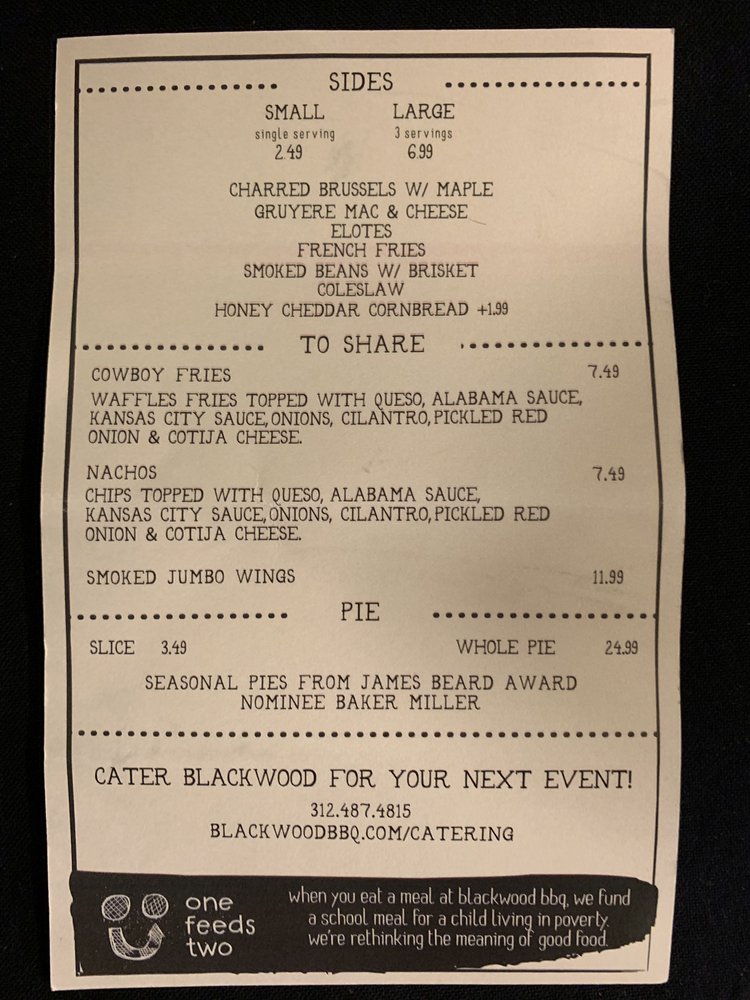 SIDES
SMALL LARGE
single serving 3 servings
2.49 6.99
CHARRED BRUSSELS W/ MAPLE
GRUYERE MAC & CHEESE
ELOTES
FRENCH FRIES
SMOKED BEANS W/ BRISKET
COLESLAW
HONEY CHEDDAR CORNBREAD +1.99
TO SHARE
COWBOY FRIES 7.49
WAFFLES FRIES TOPPED WITH QUESO, ALABAMA SAUCE,
KANSAS CITY SAUCE, ONIONS, CILANTRO, PICKLED RED
ONION & COTIJA CHEESE.
NACHOS 7.49
CHIPS TOPPED WITH QUESO, ALABAMA SAUCE,
KANSAS CITY SAUCE, ONIONS, CILANTRO, PICKLED RED
ONION & COTIJA CHEESE.
SMOKED JUMBO WINGS 11.99
PIE
SLICE 3.49 WHOLE PIE 24.99
SEASONAL PIES FROM JAMES BEARD AWARD
NOMINEE BAKER MILLER
CATER BLACKWOOD FOR YOUR NEXT EVENT!
312.487.4815
BLACKWOODBBQ.COM/CATERING
one
feeds
two
when you eat a meal at blackwood bbq, we fund
a school meal for a child living in poverty.
we're rethinking the meaning of good food.